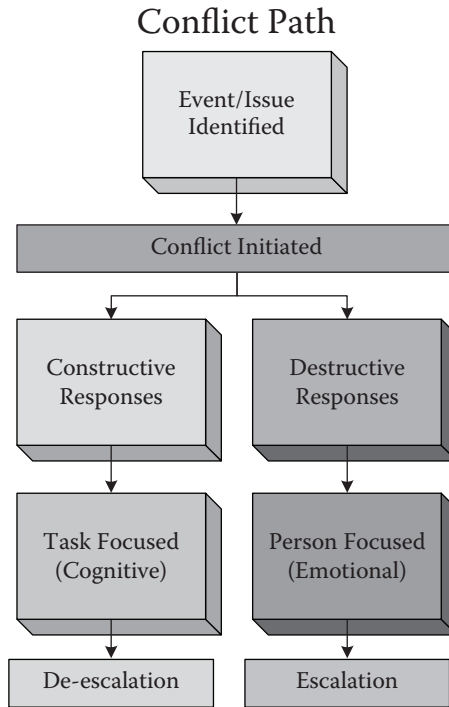 Conflict Path
Event/Issue
Identified
Conflict Initiated
Constructive
Responses
Destructive
Responses
Task Focused
(Cognitive)
Person Focused
(Emotional)
De-escalation
Escalation